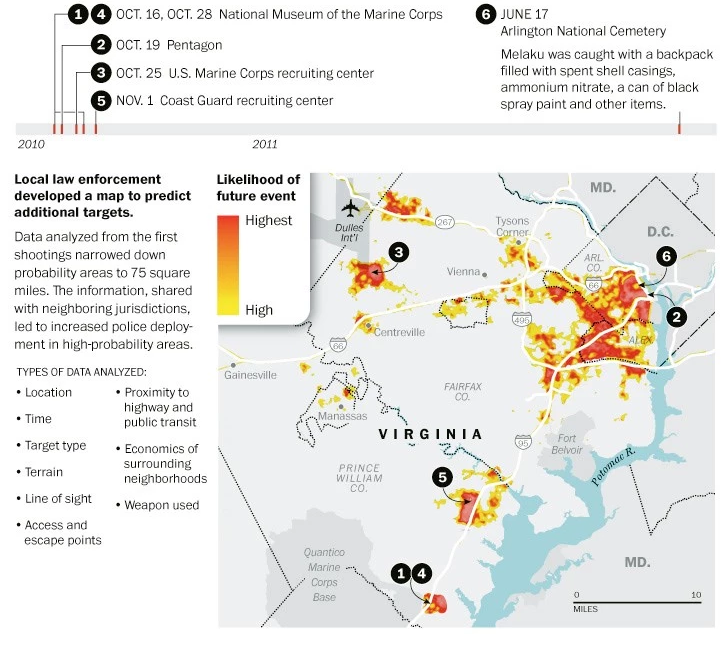 1 4 OCT. 16, OCT. 28 National Museum of the Marine Corps
2 OCT. 19 Pentagon
3 OCT. 25 U.S. Marine Corps recruiting center
5 NOV. 1 Coast Guard recruiting center
6 JUNE 17
Arlington National Cemetery
Melaku was caught with a backpack
filled with spent shell casings,
ammonium nitrate, a can of black
spray paint and other items.
2010
2011
Local law enforcement
developed a map to predict
additional targets.
Data analyzed from the first
shootings narrowed down
probability areas to 75 square
miles. The information, shared
with neighboring jurisdictions,
led to increased police deploy-
ment in high-probability areas.
TYPES OF DATA ANALYZED:
• Location
• Time
• Target type
• Terrain
• Line of sight
• Access and
escape points
• Proximity to
highway and
public transit
• Economics of
surrounding
neighborhoods
• Weapon used
Likelihood of
future event
Highest
High
MD.
Dulles
Int'l
267
Tysons
Corner
D.C.
3
ARL.
CO.
6
Vienna
66
2
495
Centreville
ALEX.
66
Gainesville
FAIRFAX
CO.
Manassas
VIRGINIA
95
Fort
Belvoir
Potomac R.
PRINCE
WILLIAM
CO.
5
Quantico
Marine
Corps
Base
MD.
1 4
0 10
MILES